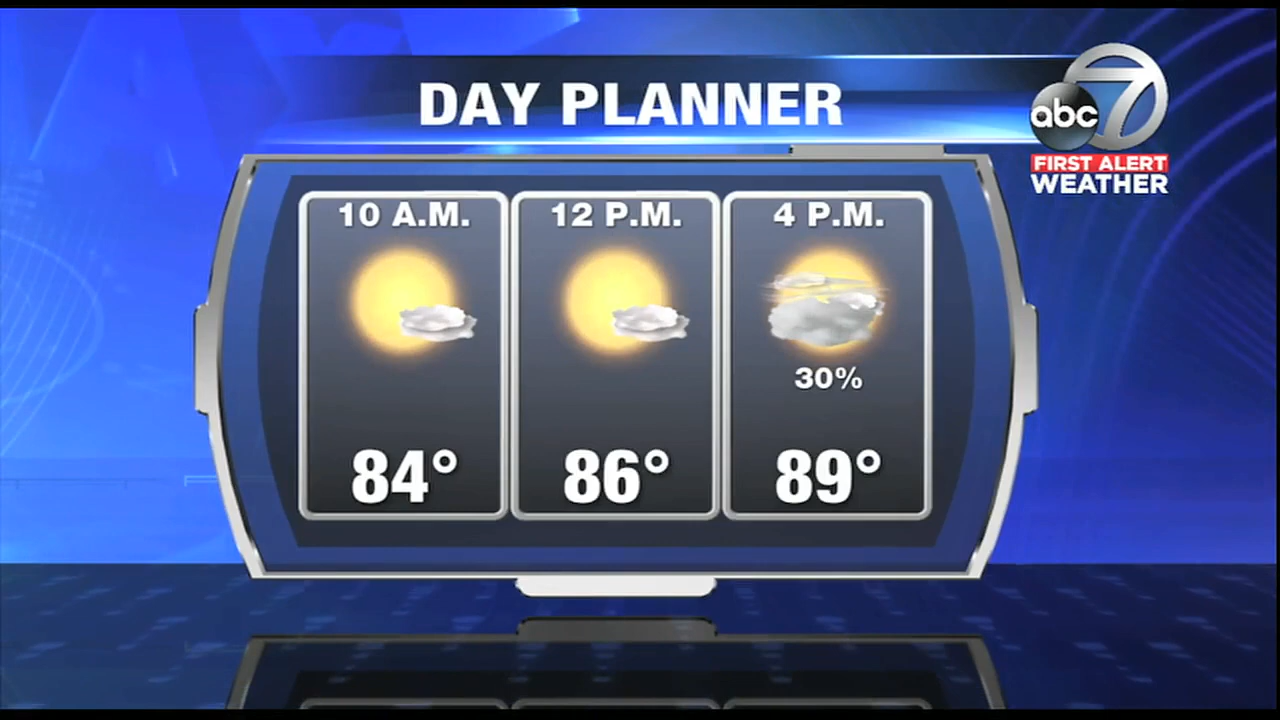 DAY PLANNER
abc 7
FIRST ALERT
WEATHER
10 A.M.
84°
12 P.M.
86°
4 P.M.
30%
89°